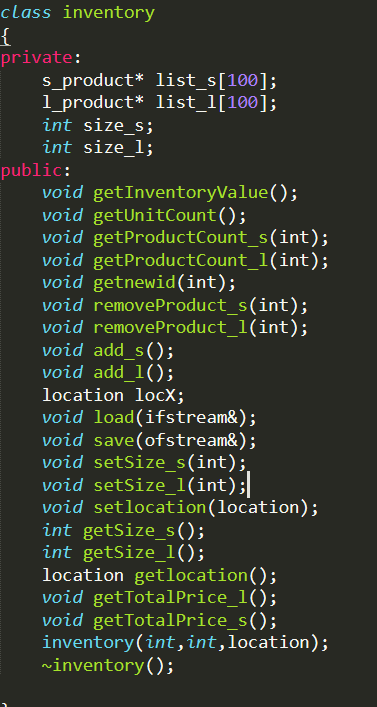 class inventory
{
private:
    s_product* list_s[100];
    l_product* list_l[100];
    int size_s;
    int size_l;
public:
    void getInventoryValue();
    void getUnitCount();
    void getProductCount_s(int);
    void getProductCount_l(int);
    void getnewid(int);
    void removeProduct_s(int);
    void removeProduct_l(int);
    void add_s();
    void add_l();
    location locX;
    void load(ifstream&);
    void save(ofstream&);
    void setSize_s(int);
    void setSize_l(int);
    void setlocation(location);
    int getSize_s();
    int getSize_l();
    location getlocation();
    void getTotalPrice_l();
    void getTotalPrice_s();
    inventory(int,int,location);
    ~inventory();